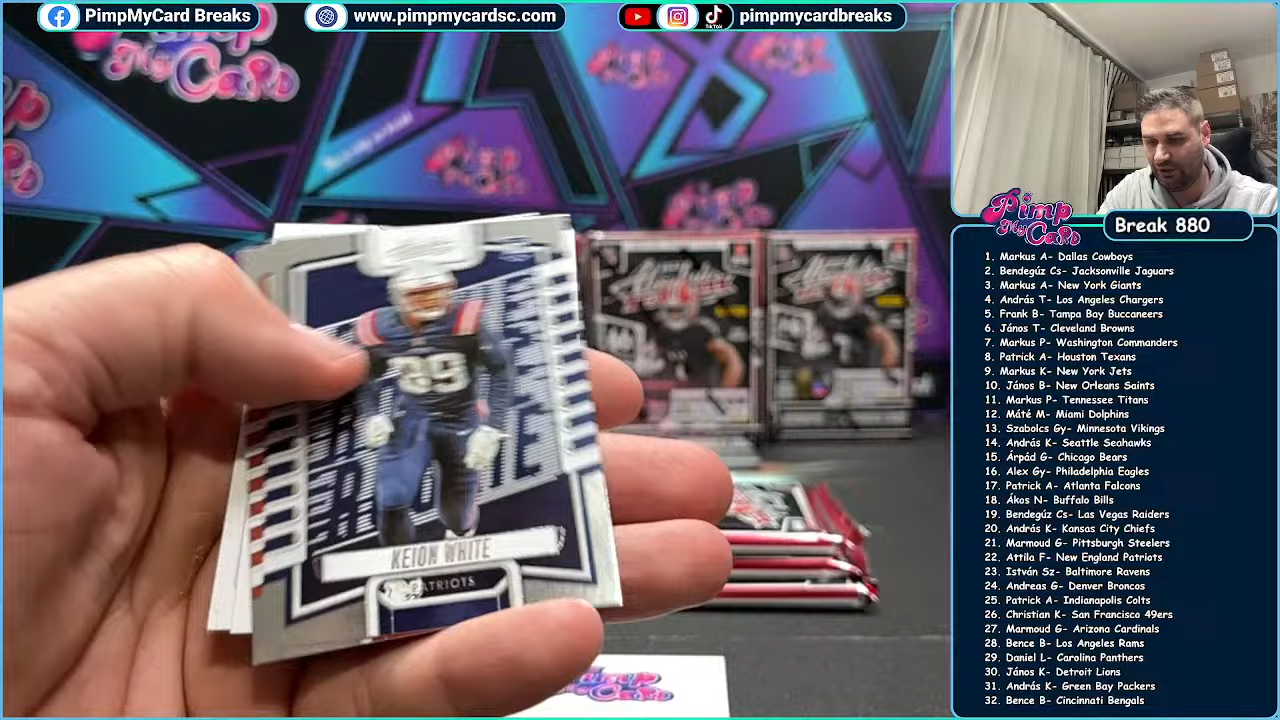 PimpMyCard Breaks
www.pimpmycardsc.com
TikTok
pimpmycardbreaks
Pimp
My Card
Break 880
1. Markus A- Dallas Cowboys
2. Bendegúz Cs- Jacksonville Jaguars
3. Markus A- New York Giants
4. András T- Los Angeles Chargers
5. Frank B- Tampa Bay Buccaneers
6. János T- Cleveland Browns
7. Markus P- Washington Commanders
8. Patrick A- Houston Texans
9. Markus K- New York Jets
10. János B- New Orleans Saints
11. Markus P- Tennessee Titans
12. Máté M- Miami Dolphins
13. Szabolcs Gy- Minnesota Vikings
14. András K- Seattle Seahawks
15. Árpád G- Chicago Bears
16. Alex Gy- Philadelphia Eagles
17. Patrick A- Atlanta Falcons
18. Ákos N- Buffalo Bills
19. Bendegúz Cs- Las Vegas Raiders
20. András K- Kansas City Chiefs
21. Marmoud G- Pittsburgh Steelers
22. Attila F- New England Patriots
23. István Sz- Baltimore Ravens
24. Andreas G- Denver Broncos
25. Patrick A- Indianapolis Colts
26. Christian K- San Francisco 49ers
27. Marmoud G- Arizona Cardinals
28. Bence B- Los Angeles Rams
29. Daniel L- Carolina Panthers
30. János K- Detroit Lions
31. András K- Green Bay Packers
32. Bence B- Cincinnati Bengals
Pimp
My Card
89
KEION WHITE
PATRIOTS